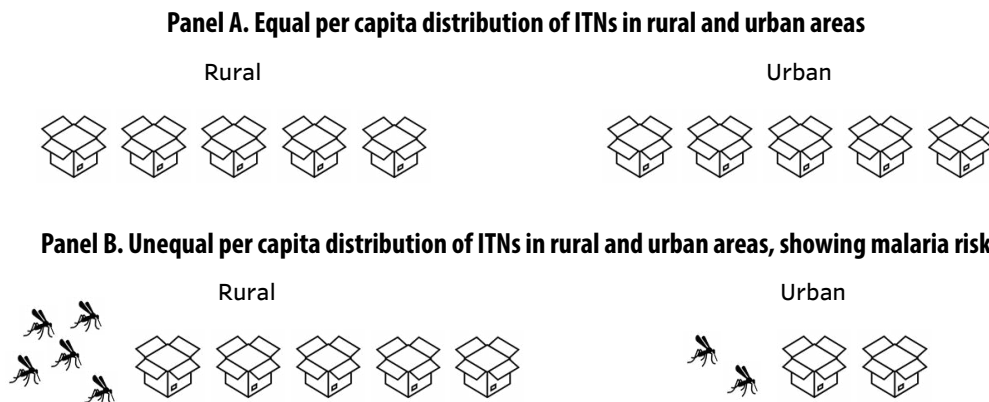 Panel A. Equal per capita distribution of ITNs in rural and urban areas
Rural Urban
Panel B. Unequal per capita distribution of ITNs in rural and urban areas, showing malaria risk
Rural Urban